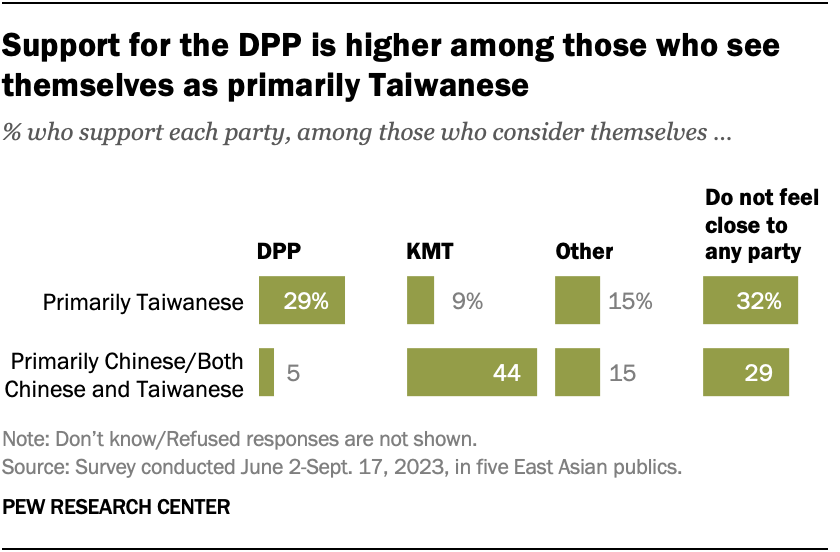 Support for the DPP is higher among those who see
themselves as primarily Taiwanese
% who support each party, among those who consider themselves ...
Do not feel
close to
DPP KMT Other any party
Primarily Taiwanese 29% 9% 15% 32%
Primarily Chinese/Both
Chinese and Taiwanese 5 44 15 29
Note: Don’t know/Refused responses are not shown.
Source: Survey conducted June 2-Sept. 17, 2023, in five East Asian publics.
PEW RESEARCH CENTER